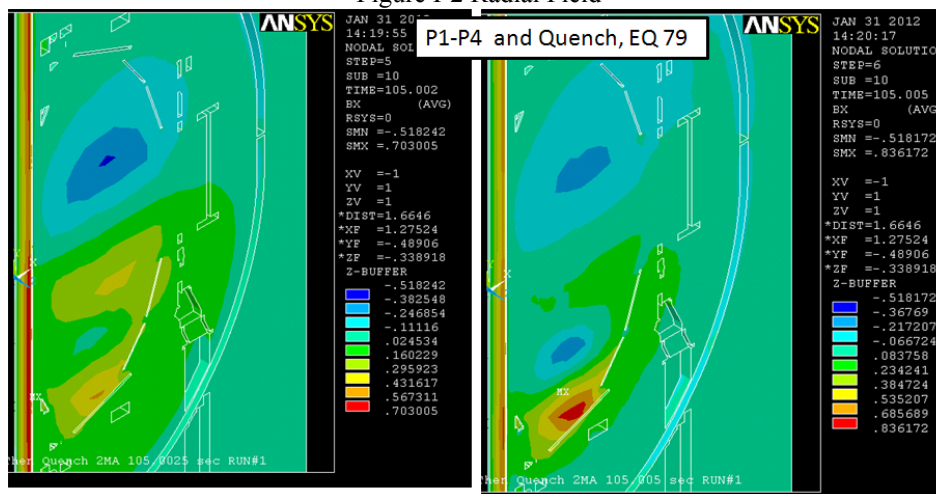 Figure P2 Radial Field
P1-P4 and Quench, EQ 79
ANSYS
JAN 31 2012
14:19:55
NODAL SOL
STEP=5
SUB =10
TIME=105.002
BX (AVG)
RSYS=0
SMN =-.518242
SMX =.703005
XV =-1
YV =1
ZV =1
*DIST=1.6646
*XF =1.27524
*YF =-.48906
*ZF =-.338918
Z-BUFFER
-.518242
-.382548
-.246854
-.11116
.024534
.160229
.295923
.431617
.567311
.703005
Y
X
MX
Then Quench 2MA 105.0025 sec RUN#1
ANSYS
JAN 31 2012
14:20:17
NODAL SOLUTIO
STEP=6
SUB =10
TIME=105.005
BX (AVG
RSYS=0
SMN =-.518172
SMX =.836172
XV =-1
YV =1
ZV =1
*DIST=1.6646
*XF =1.27524
*YF =-.48906
*ZF =-.338918
Z-BUFFER
-.518172
-.36769
-.217207
-.066724
.083758
.234241
.384724
.535207
.685689
.836172
X
MX
hen Quench 2MA 105.005 sec RUN#1